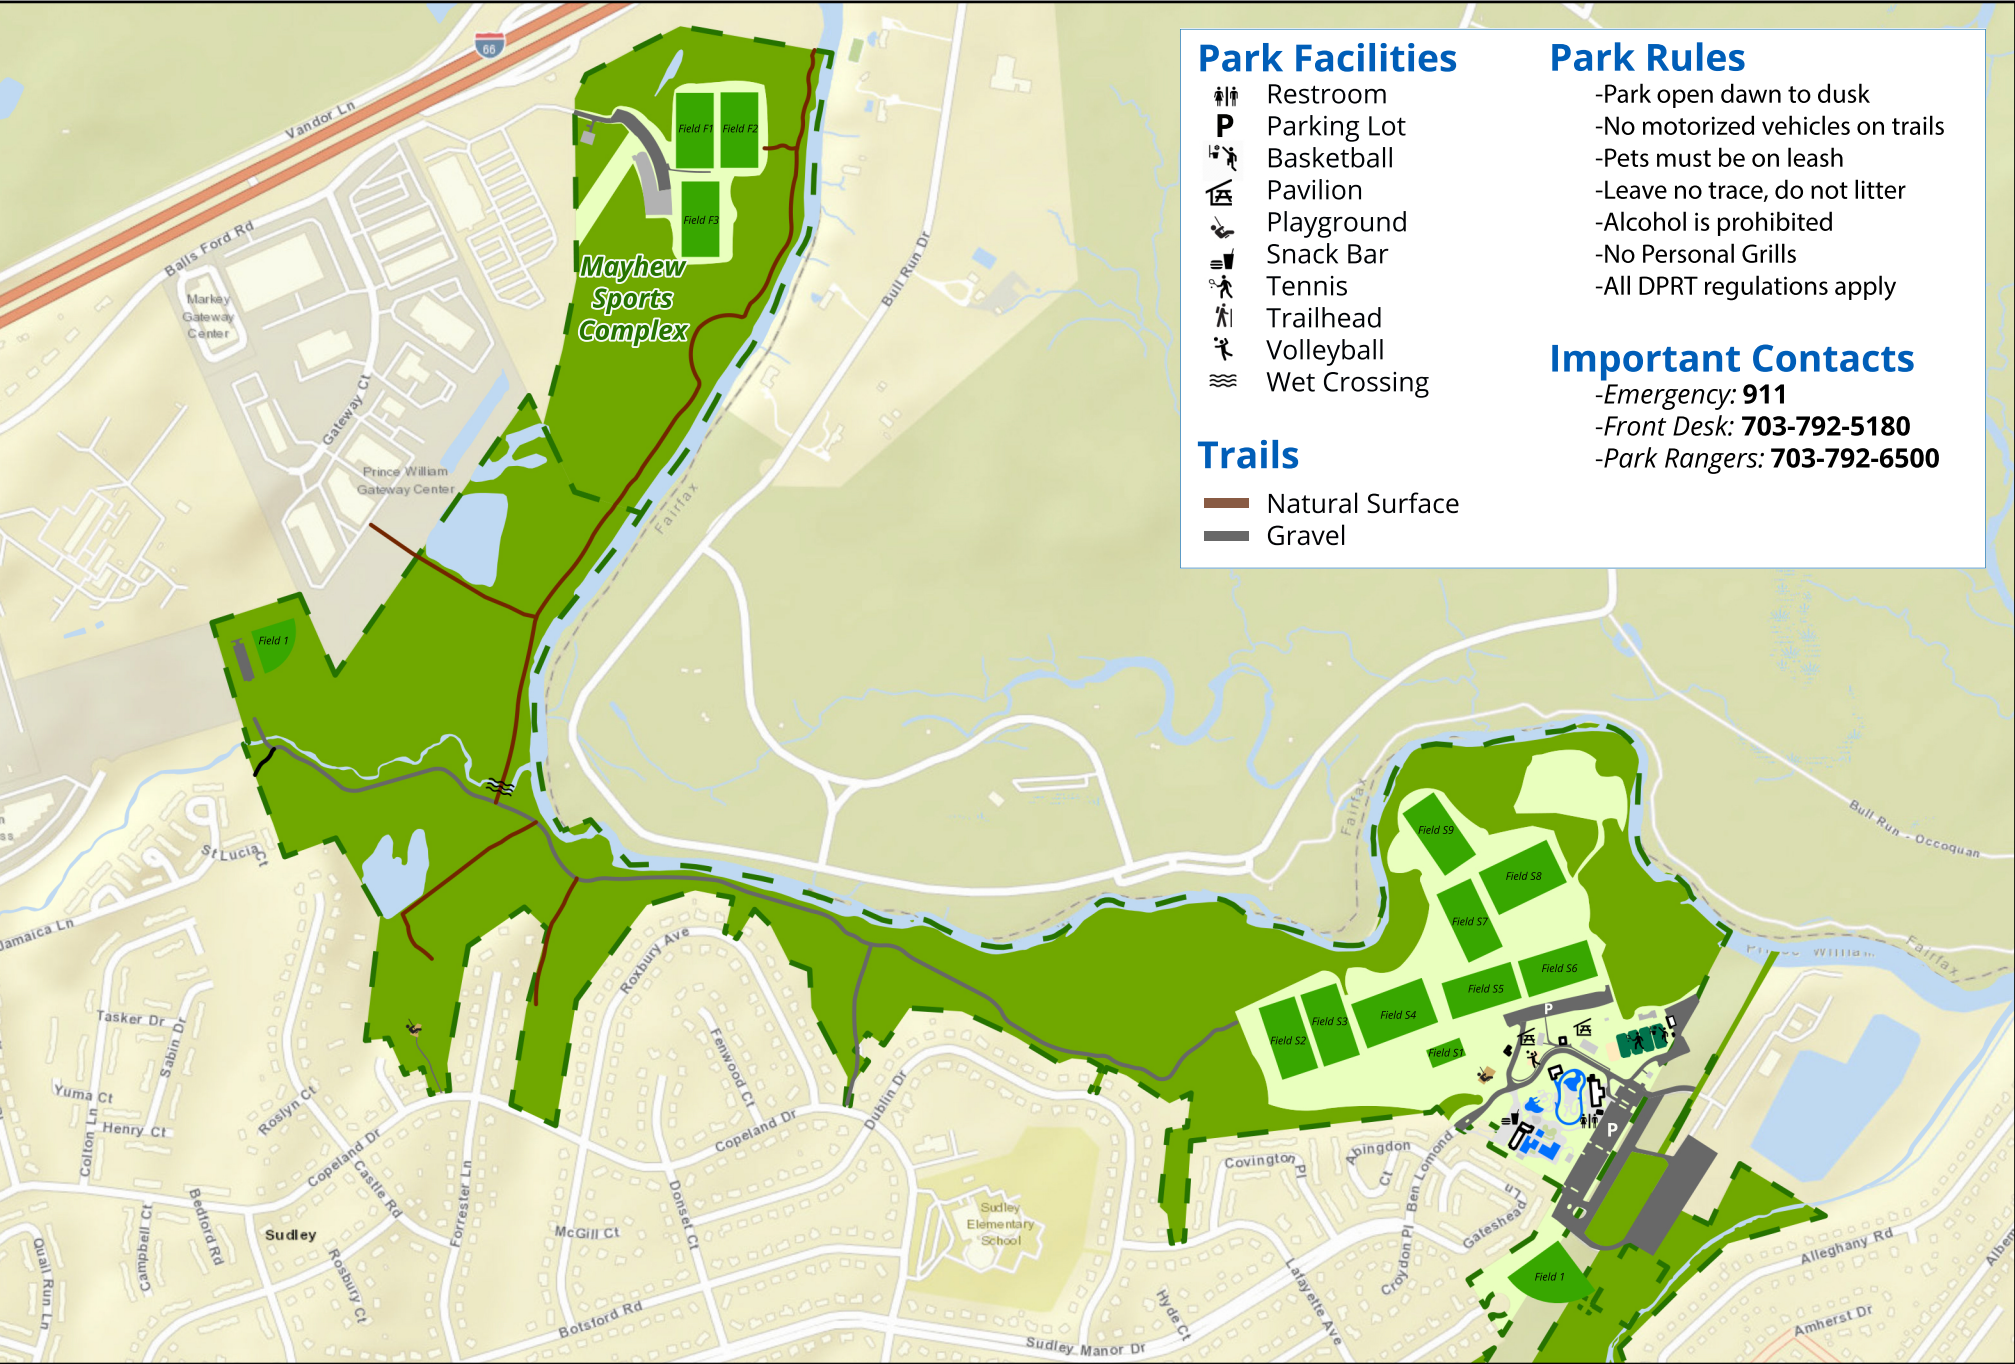 Park Facilities
Restroom
P Parking Lot
Basketball
Pavilion
Playground
Snack Bar
Tennis
Trailhead
Volleyball
Wet Crossing
Trails
Natural Surface
Gravel
Park Rules
-Park open dawn to dusk
-No motorized vehicles on trails
-Pets must be on leash
-Leave no trace, do not litter
-Alcohol is prohibited
-No Personal Grills
-All DPRT regulations apply
Important Contacts
-Emergency: 911
-Front Desk: 703-792-5180
-Park Rangers: 703-792-6500
66
Vandor Ln
Balls Ford Rd
Markey
Gateway
Center
Gateway Ct
Prince William
Gateway Center
Field F1
Field F2
Field F3
Mayhew
Sports
Complex
Bull Run Dr
Fairfax
Field 1
St Lucia Ct
Jamaica Ln
Tasker Dr
Sabin Dr
Yuma Ct
Henry Ct
Colton Ln
Roslyn Ct
Copeland Dr
Castle Rd
Forrester Ln
Bedford Rd
Campbell Ct
Quail Run Ln
Sudley
Rosbury Ct
Roxbury Ave
Fenwood Ct
Copeland Dr
Dublin Dr
Donset Ct
McGill Ct
Botsford Rd
Sudley
Elementary
School
Sudley Manor Dr
Hyde Ct
Lafayette Ave
Covington Pl
Abingdon
Ct
Ben Lomond
Croydon Pl
Gateshead
Ln
Fairfax
Field S9
Field S8
Field S7
Field S6
Field S5
Field S4
Field S3
Field S2
Field S1
P
P
Field 1
Bull Run - Occoquan
Prince William
Fairfax
Alleghany Rd
Amherst Dr